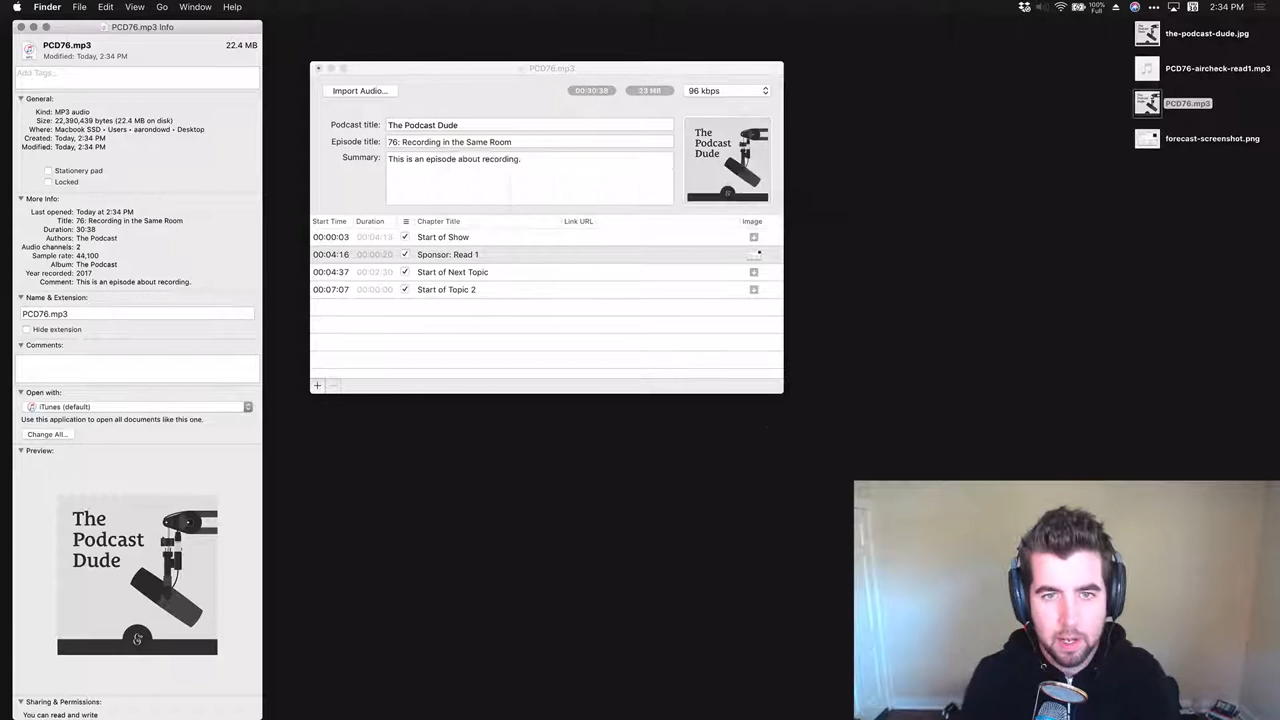 Finder File Edit View Go Window Help
100% Full
2:34 PM
PCD76.mp3 Info
PCD76.mp3 22.4 MB
Modified: Today, 2:34 PM
Add Tags...
General:
Kind: MP3 audio
Size: 22,390,439 bytes (22.4 MB on disk)
Where: Macbook SSD • Users • aarondowd • Desktop
Created: Today, 2:34 PM
Modified: Today, 2:34 PM
Stationery pad
Locked
More Info:
Last opened: Today at 2:34 PM
Title: 76: Recording in the Same Room
Duration: 30:38
Authors: The Podcast
Audio channels: 2
Sample rate: 44,100
Album: The Podcast
Year recorded: 2017
Comment: This is an episode about recording.
Name & Extension:
PCD76.mp3
Hide extension
Comments:
Open with:
iTunes (default)
Use this application to open all documents like this one.
Change All...
Preview:
The
Podcast
Dude
&
Sharing & Permissions:
You can read and write
PCD76.mp3
Import Audio... 00:30:38 23 MB 96 kbps
Podcast title: The Podcast Dude
Episode title: 76: Recording in the Same Room
Summary: This is an episode about recording.
The
Podcast
Dude
Start Time Duration Chapter Title Link URL Image
00:00:03 00:04:13 Start of Show
00:04:16 00:00:20 Sponsor: Read 1
00:04:37 00:02:30 Start of Next Topic
00:07:07 00:00:00 Start of Topic 2
the-podcast-dude.jpg
PCD76-aircheck-read1.mp3
PCD76.mp3
forecast-screenshot.png